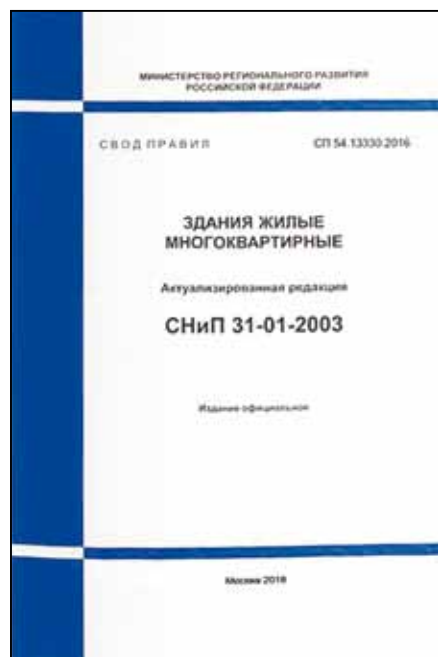 МИНИСТЕРСТВО РЕГИОНАЛЬНОГО РАЗВИТИЯ
РОССИЙСКОЙ ФЕДЕРАЦИИ
СВОД ПРАВИЛ СП 54.13330.2016
ЗДАНИЯ ЖИЛЫЕ
МНОГОКВАРТИРНЫЕ
Актуализированная редакция
СНиП 31-01-2003
Издание официальное
Москва 2016